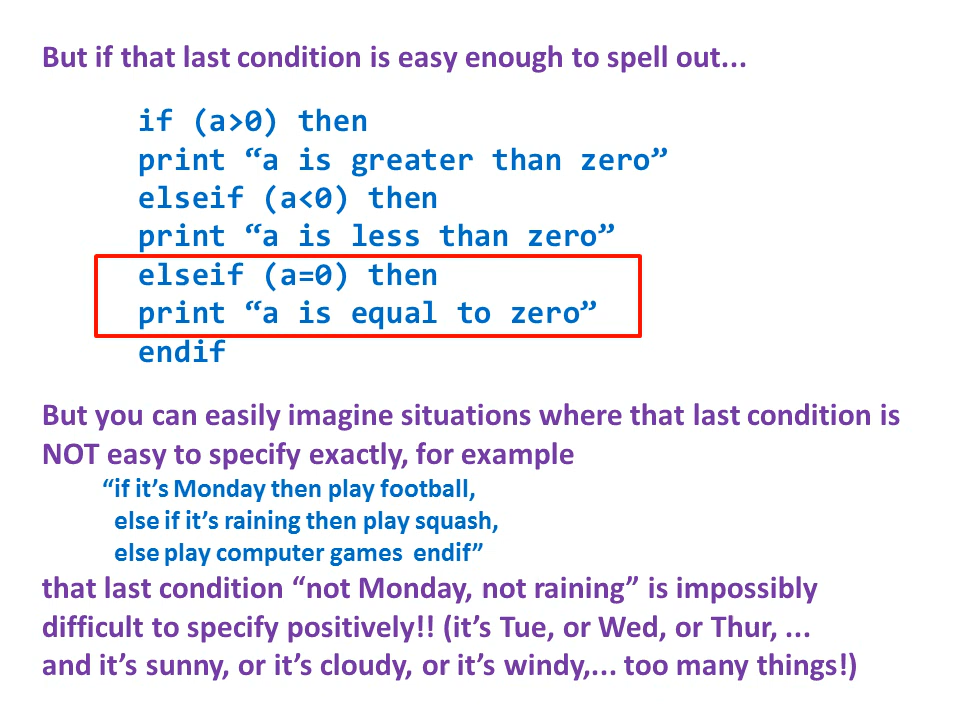 But if that last condition is easy enough to spell out...
if (a>0) then
print “a is greater than zero”
elseif (a<0) then
print “a is less than zero”
elseif (a=0) then
print “a is equal to zero”
endif
But you can easily imagine situations where that last condition is
NOT easy to specify exactly, for example
“if it’s Monday then play football,
else if it’s raining then play squash,
else play computer games  endif”
that last condition “not Monday, not raining” is impossibly
difficult to specify positively!! (it’s Tue, or Wed, or Thur, ...
and it’s sunny, or it’s cloudy, or it’s windy,... too many things!)